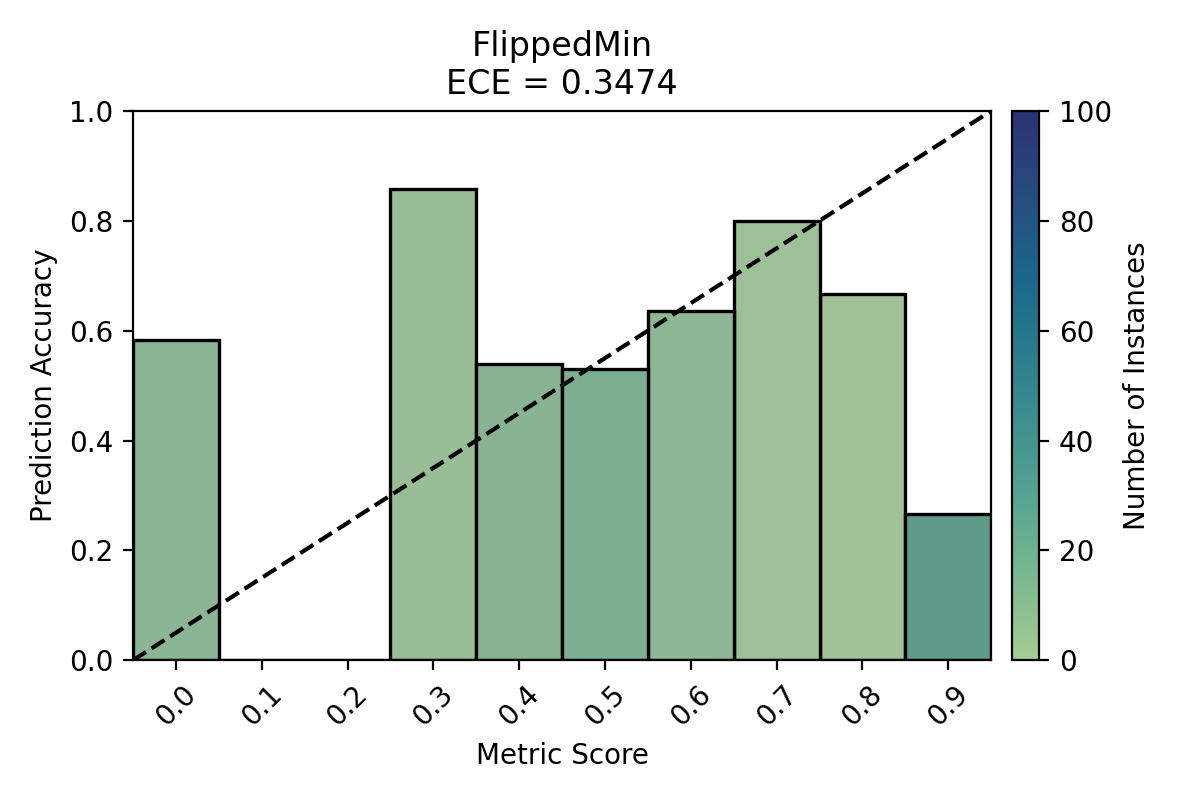 FlippedMin
ECE = 0.3474
Prediction Accuracy
1.0
0.8
0.6
0.4
0.2
0.0
0.0 0.1 0.2 0.3 0.4 0.5 0.6 0.7 0.8 0.9
Metric Score
100
80
60
40
20
0
Number of Instances